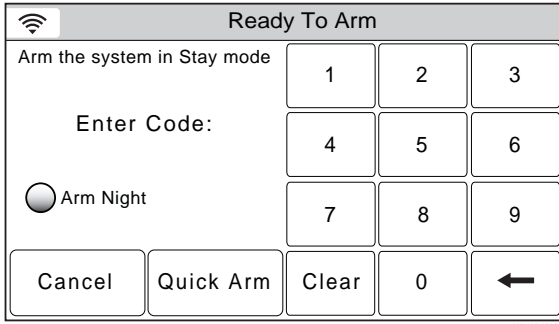 Ready To Arm
Arm the system in Stay mode
1 2 3
Enter Code:
4 5 6
Arm Night
7 8 9
Cancel Quick Arm Clear 0